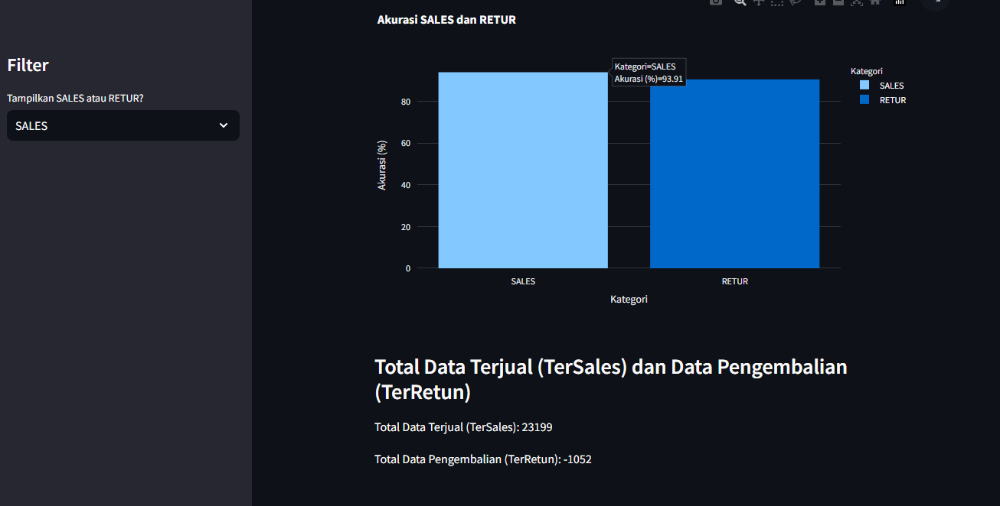 Akurasi SALES dan RETUR
Filter
Tampilkan SALES atau RETUR?
SALES
Kategori=SALES
Akurasi (%)=93.91
Kategori
SALES
RETUR
Akurasi (%)
80
60
40
20
0
SALES
RETUR
Kategori
Total Data Terjual (TerSales) dan Data Pengembalian
(TerRetun)
Total Data Terjual (TerSales): 23199
Total Data Pengembalian (TerRetun): -1052